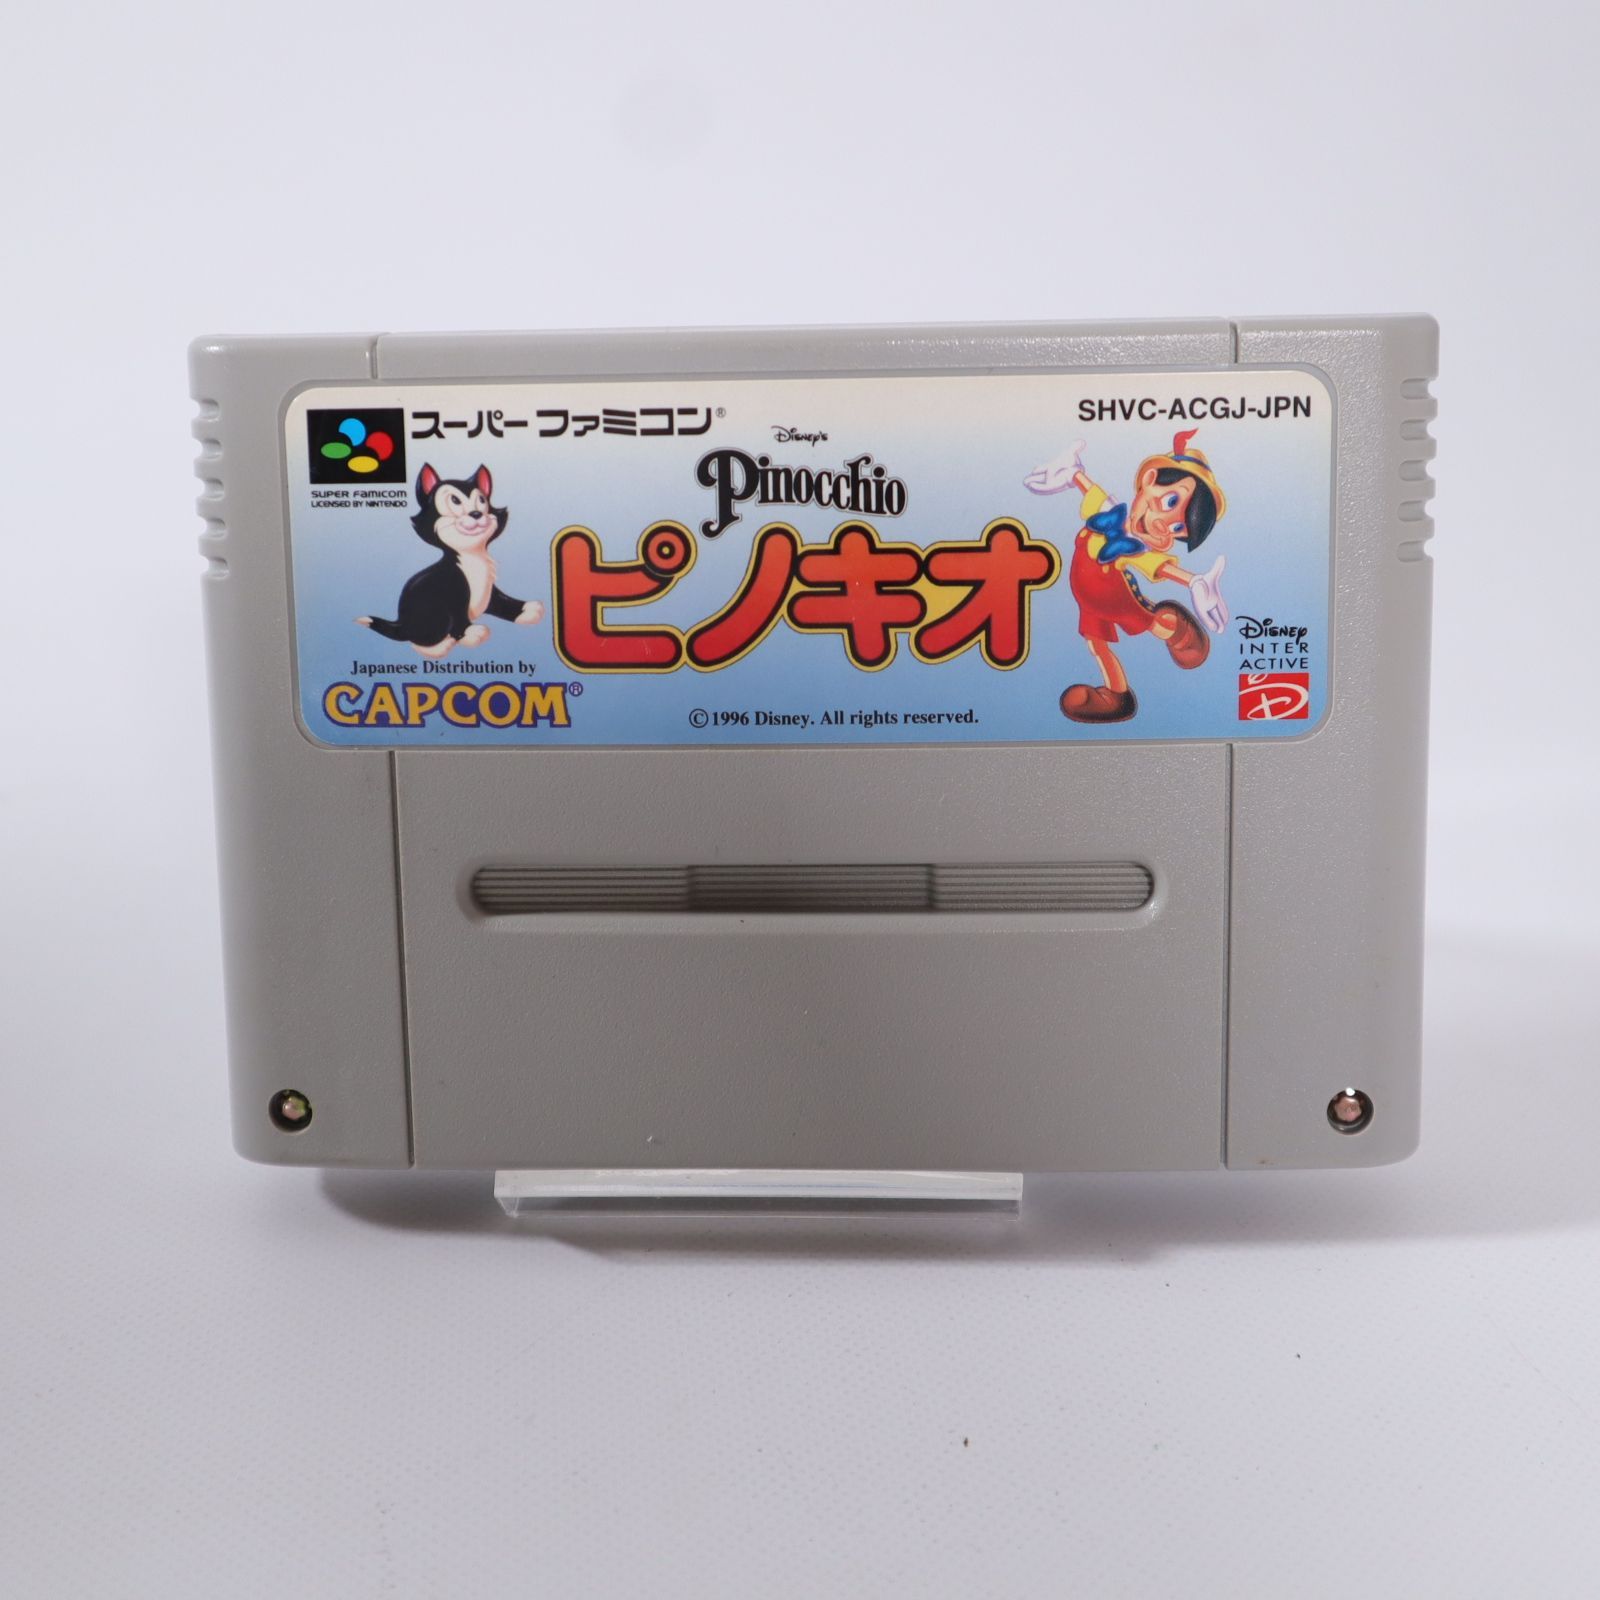 スーパーファミコン®
SHVC-ACGJ-JPN
SUPER FAMICOM
LICENSED BY NINTENDO
Disney's
Pinocchio
ピノキオ
Japanese Distribution by
CAPCOM®
© 1996 Disney. All rights reserved.
Disney
INTER
ACTIVE
D